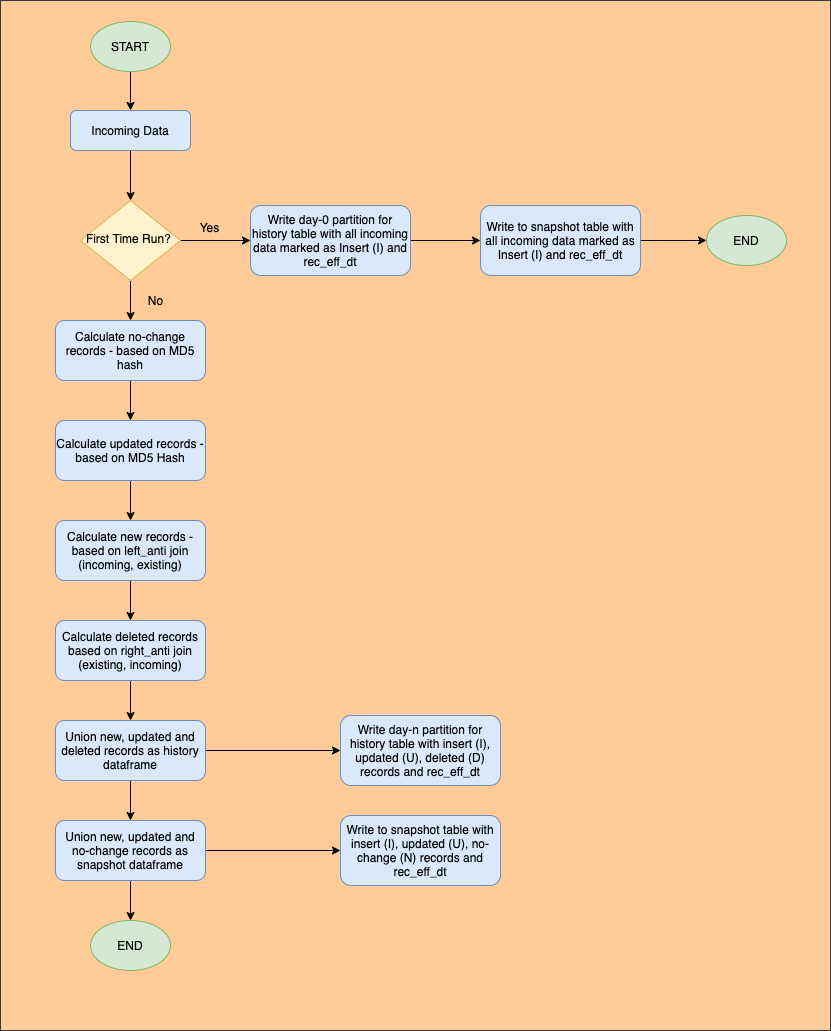 START
Incoming Data
First Time Run?
Yes
Write day-0 partition for
history table with all incoming
data marked as Insert (I) and
rec_eff_dt
Write to snapshot table with
all incoming data marked as
Insert (I) and rec_eff_dt
END
No
Calculate no-change
records - based on MD5
hash
Calculate updated records -
based on MD5 Hash
Calculate new records -
based on left_anti join
(incoming, existing)
Calculate deleted records
based on right_anti join
(existing, incoming)
Union new, updated and
deleted records as history
dataframe
Write day-n partition for
history table with insert (I),
updated (U), deleted (D)
records and rec_eff_dt
Union new, updated and
no-change records as
snapshot dataframe
Write to snapshot table with
insert (I), updated (U), no-
change (N) records and
rec_eff_dt
END